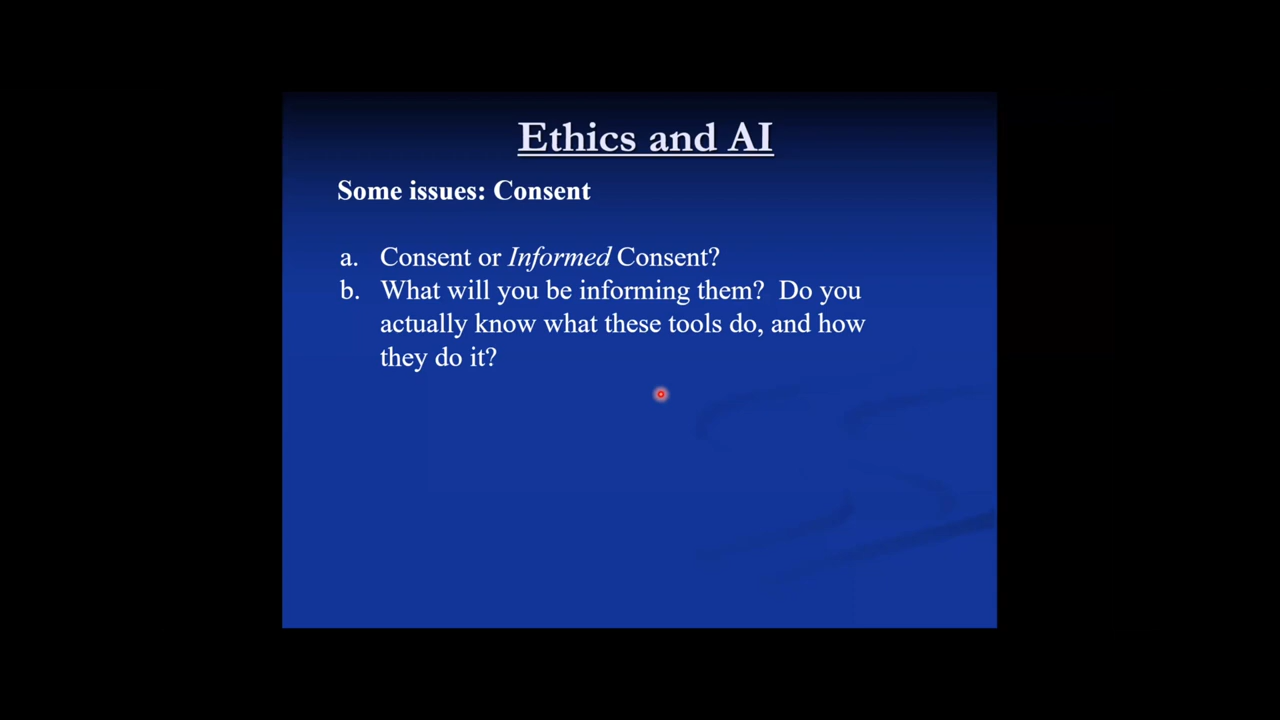 Ethics and AI
Some issues: Consent
a. Consent or Informed Consent?
b. What will you be informing them? Do you
actually know what these tools do, and how
they do it?